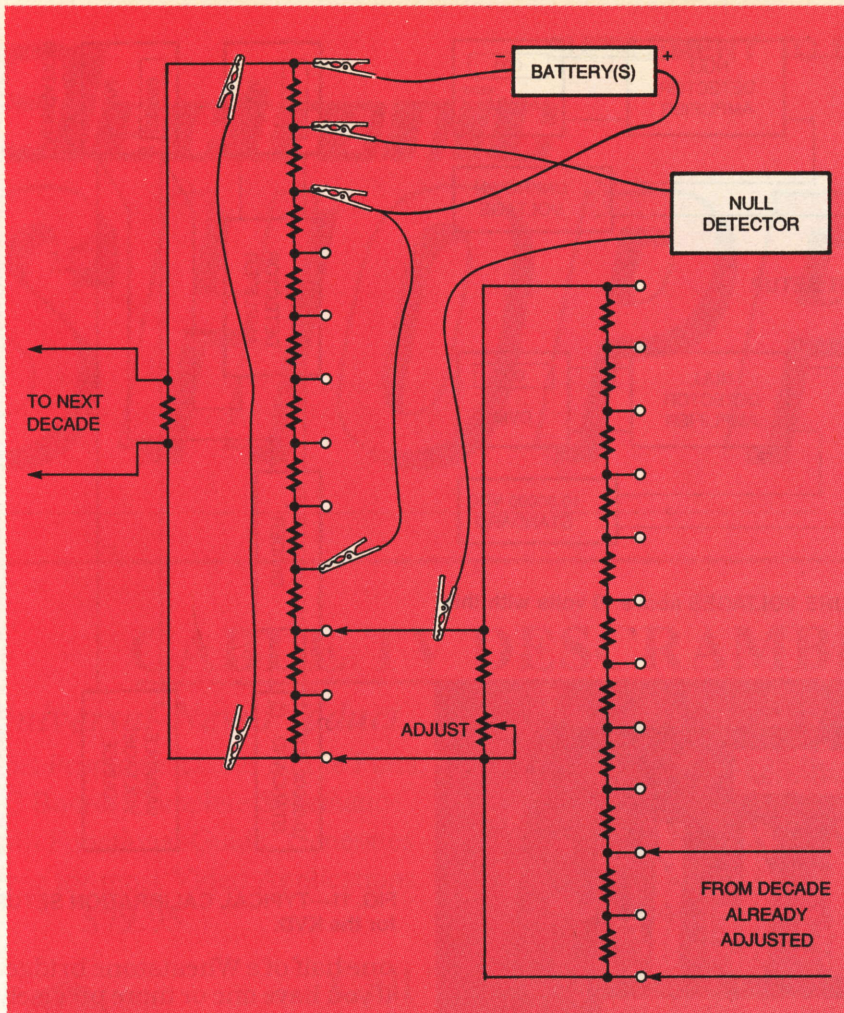 − BATTERY(S) +
NULL
DETECTOR
TO NEXT
DECADE
ADJUST
FROM DECADE
ALREADY
ADJUSTED